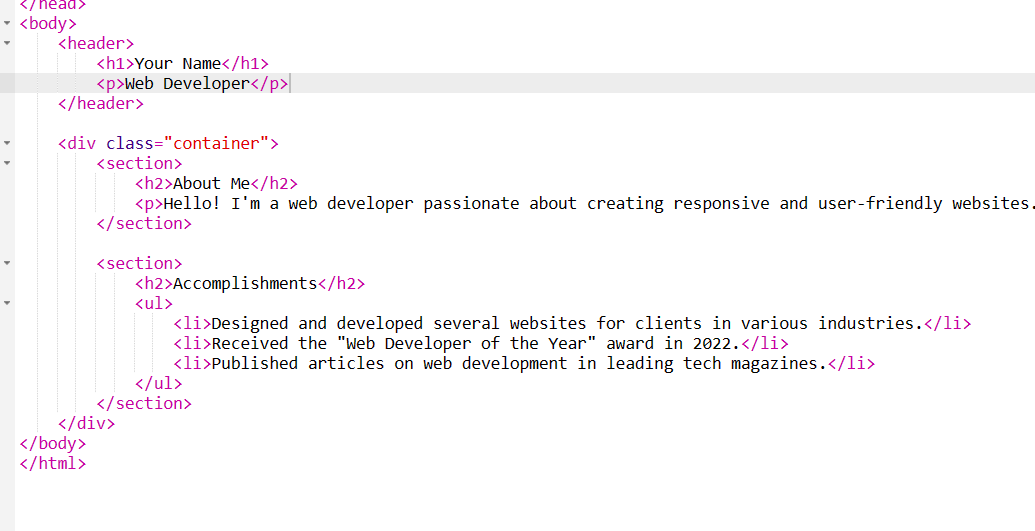 </head>
<body>
<header>
<h1>Your Name</h1>
<p>Web Developer</p>
</header>
<div class="container">
<section>
<h2>About Me</h2>
<p>Hello! I'm a web developer passionate about creating responsive and user-friendly websites.
</section>
<section>
<h2>Accomplishments</h2>
<ul>
<li>Designed and developed several websites for clients in various industries.</li>
<li>Received the "Web Developer of the Year" award in 2022.</li>
<li>Published articles on web development in leading tech magazines.</li>
</ul>
</section>
</div>
</body>
</html>